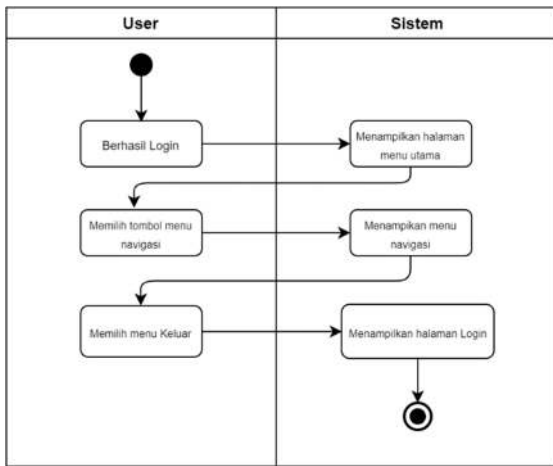 User
Sistem
Berhasil Login
Menampilkan halaman
menu utama
Memilih tombol menu
navigasi
Menampikan menu
navigasi
Memilih menu Keluar
Menampilkan halaman Login